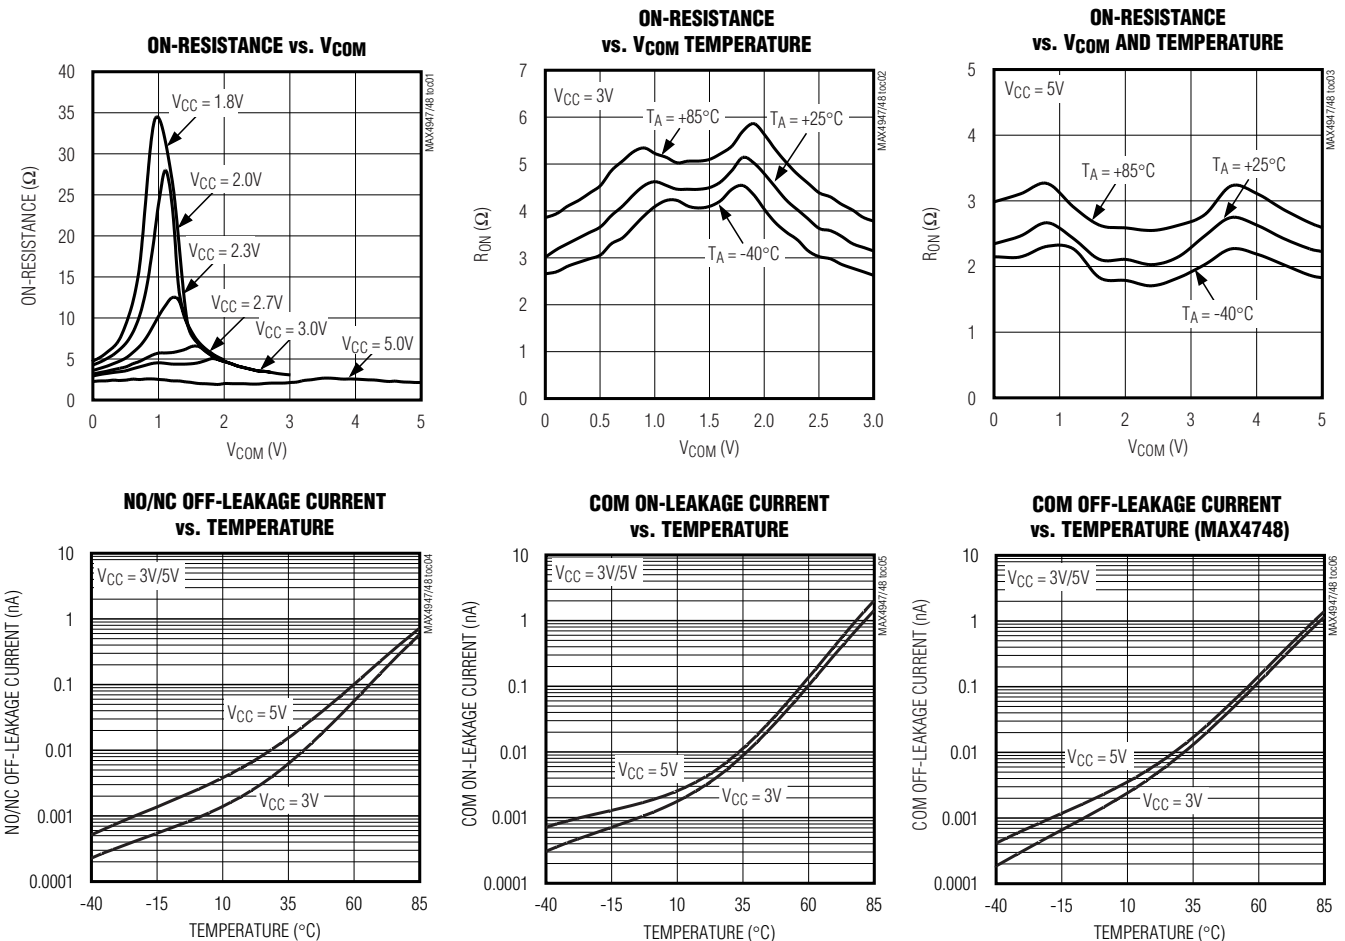 ON-RESISTANCE vs. VCOM
40
35
30
25
20
15
10
5
0
ON-RESISTANCE (Ω)
VCC = 1.8V
VCC = 2.0V
VCC = 2.3V
VCC = 2.7V
VCC = 3.0V
VCC = 5.0V
MAX4947/48 toc01
0 1 2 3 4 5
VCOM (V)
ON-RESISTANCE
vs. VCOM TEMPERATURE
7
6
5
4
3
2
1
0
RON (Ω)
VCC = 3V
TA = +85°C
TA = +25°C
TA = -40°C
MAX4947/48 toc02
0 0.5 1.0 1.5 2.0 2.5 3.0
VCOM (V)
ON-RESISTANCE
vs. VCOM AND TEMPERATURE
5
4
3
2
1
0
RON (Ω)
VCC = 5V
TA = +85°C
TA = +25°C
TA = -40°C
MAX4947/48 toc03
0 1 2 3 4 5
VCOM (V)
NO/NC OFF-LEAKAGE CURRENT
vs. TEMPERATURE
10
1
0.1
0.01
0.001
0.0001
NO/NC OFF-LEAKAGE CURRENT (nA)
VCC = 3V/5V
VCC = 5V
VCC = 3V
MAX4947/48 toc04
-40 -15 10 35 60 85
TEMPERATURE (°C)
COM ON-LEAKAGE CURRENT
vs. TEMPERATURE
10
1
0.1
0.01
0.001
0.0001
COM ON-LEAKAGE CURRENT (nA)
VCC = 3V/5V
VCC = 5V
VCC = 3V
MAX4947/48 toc05
-40 -15 10 35 60 85
TEMPERATURE (°C)
COM OFF-LEAKAGE CURRENT
vs. TEMPERATURE (MAX4748)
10
1
0.1
0.01
0.001
0.0001
COM OFF-LEAKAGE CURRENT (nA)
VCC = 3V/5V
VCC = 5V
VCC = 3V
MAX4947/48 toc06
-40 -15 10 35 60 85
TEMPERATURE (°C)